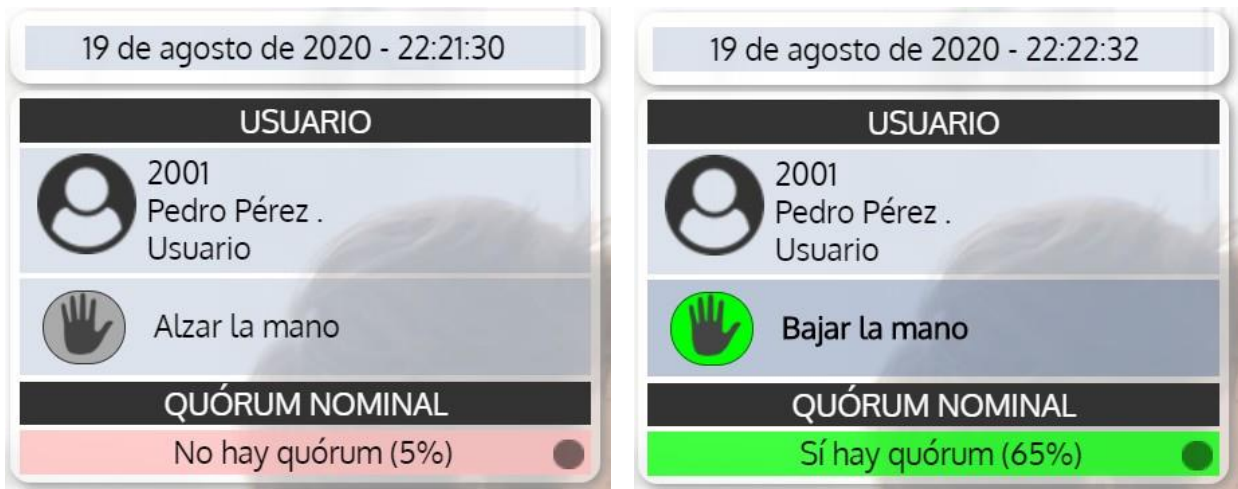 19 de agosto de 2020 - 22:21:30
USUARIO
2001
Pedro Pérez .
Usuario
Alzar la mano
QUÓRUM NOMINAL
No hay quórum (5%)
19 de agosto de 2020 - 22:22:32
USUARIO
2001
Pedro Pérez .
Usuario
Bajar la mano
QUÓRUM NOMINAL
Sí hay quórum (65%)